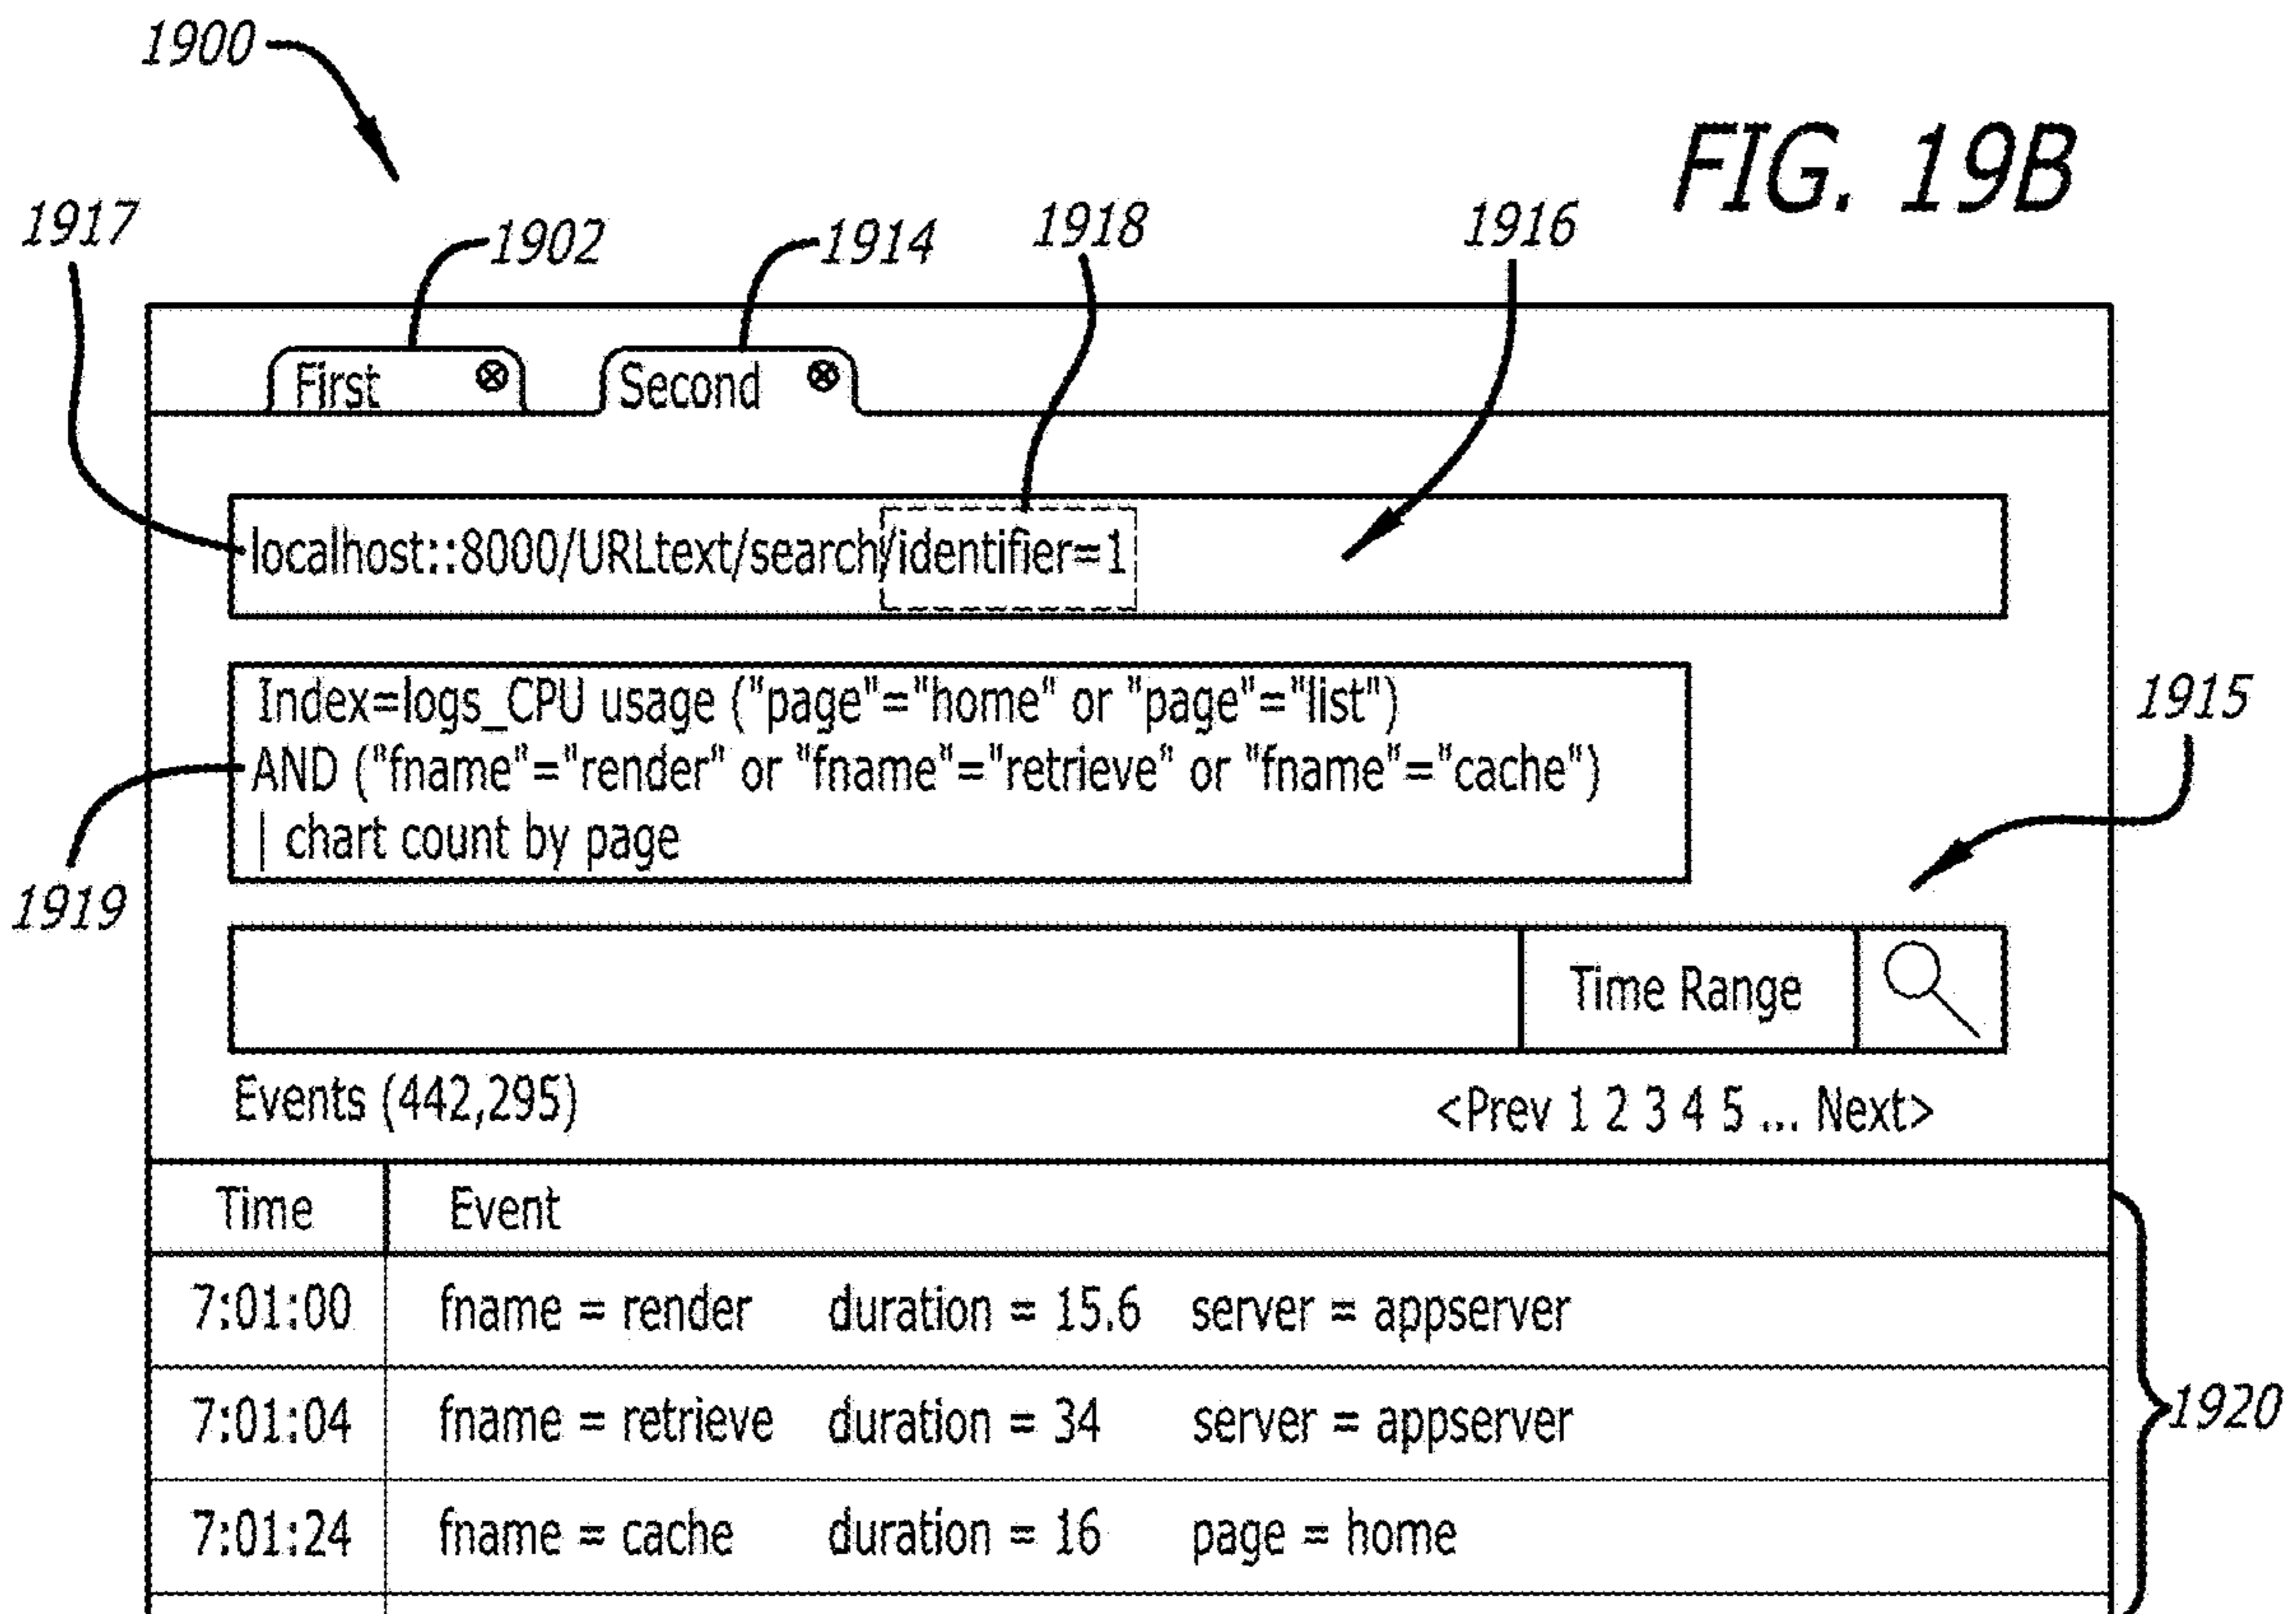 1900
FIG. 19B
1917
1902
1914
1918
1916
First ⊗
Second ⊗
localhost::8000/URLtext/search/identifier=1
Index=logs_CPU usage ("page"="home" or "page"="list")
AND ("fname"="render" or "fname"="retrieve" or "fname"="cache")
| chart count by page
1915
1919
Time Range
Events (442,295)
<Prev 1 2 3 4 5 ... Next>
Time Event
7:01:00 fname = render duration = 15.6 server = appserver
7:01:04 fname = retrieve duration = 34 server = appserver
1920
7:01:24 fname = cache duration = 16 page = home